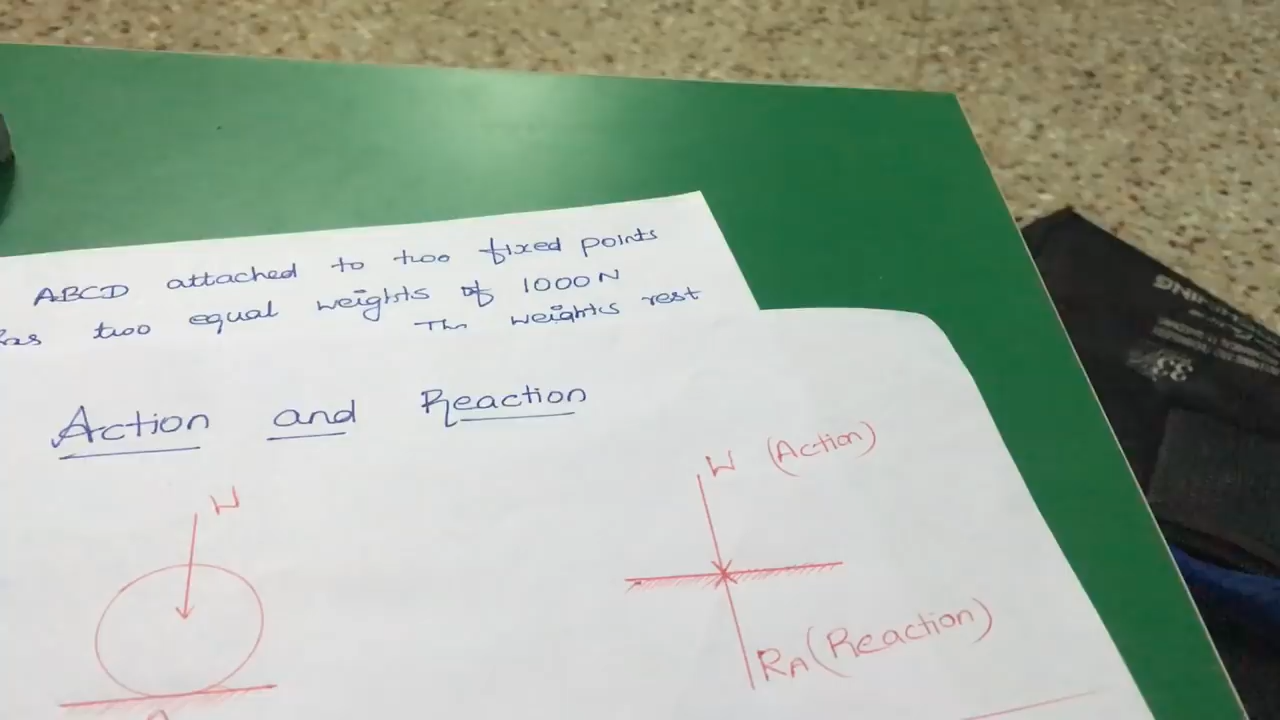 ABCD attached to two fixed points
has two equal weights of 1000N
The weights rest
Action and Reaction
W
W (Action)
RA (Reaction)